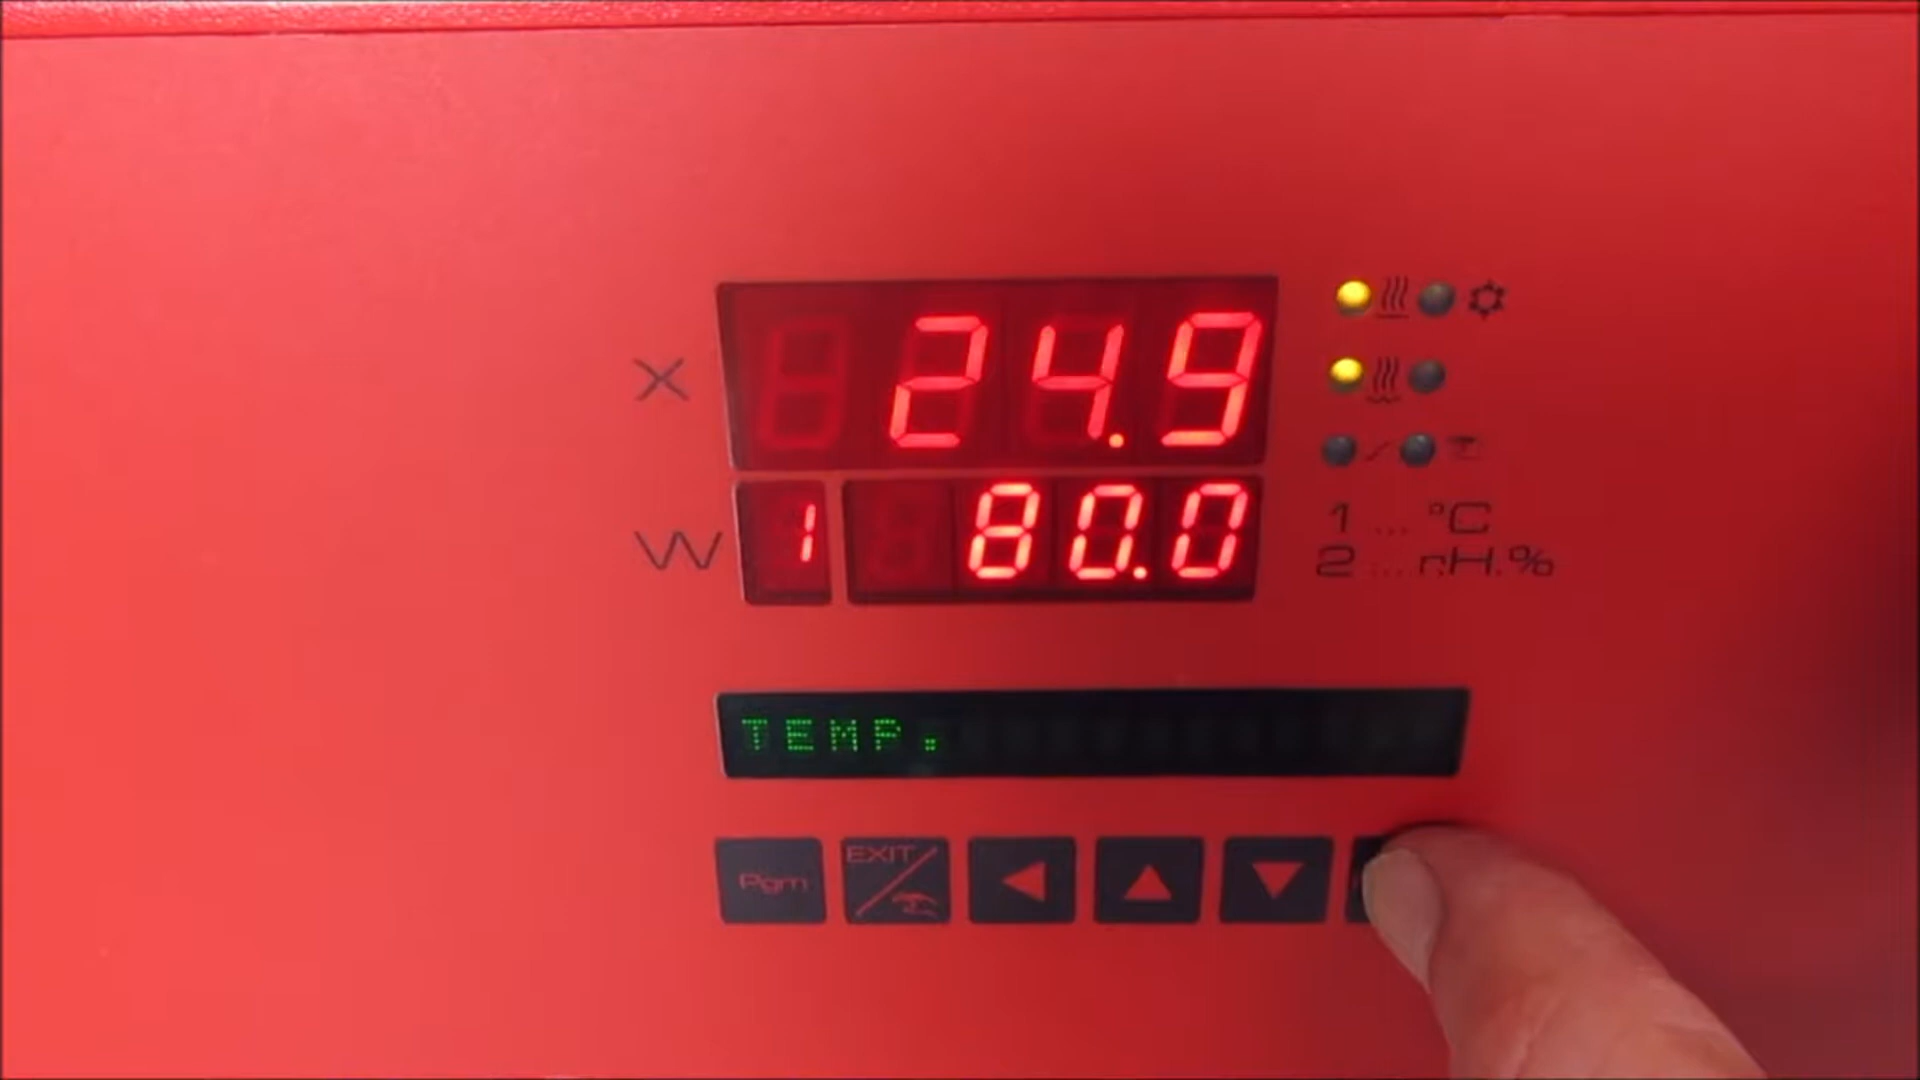 X 24.9
W 1 80.0
1 ... °C
2 ... rH.%
TEMP.
Pgm EXIT